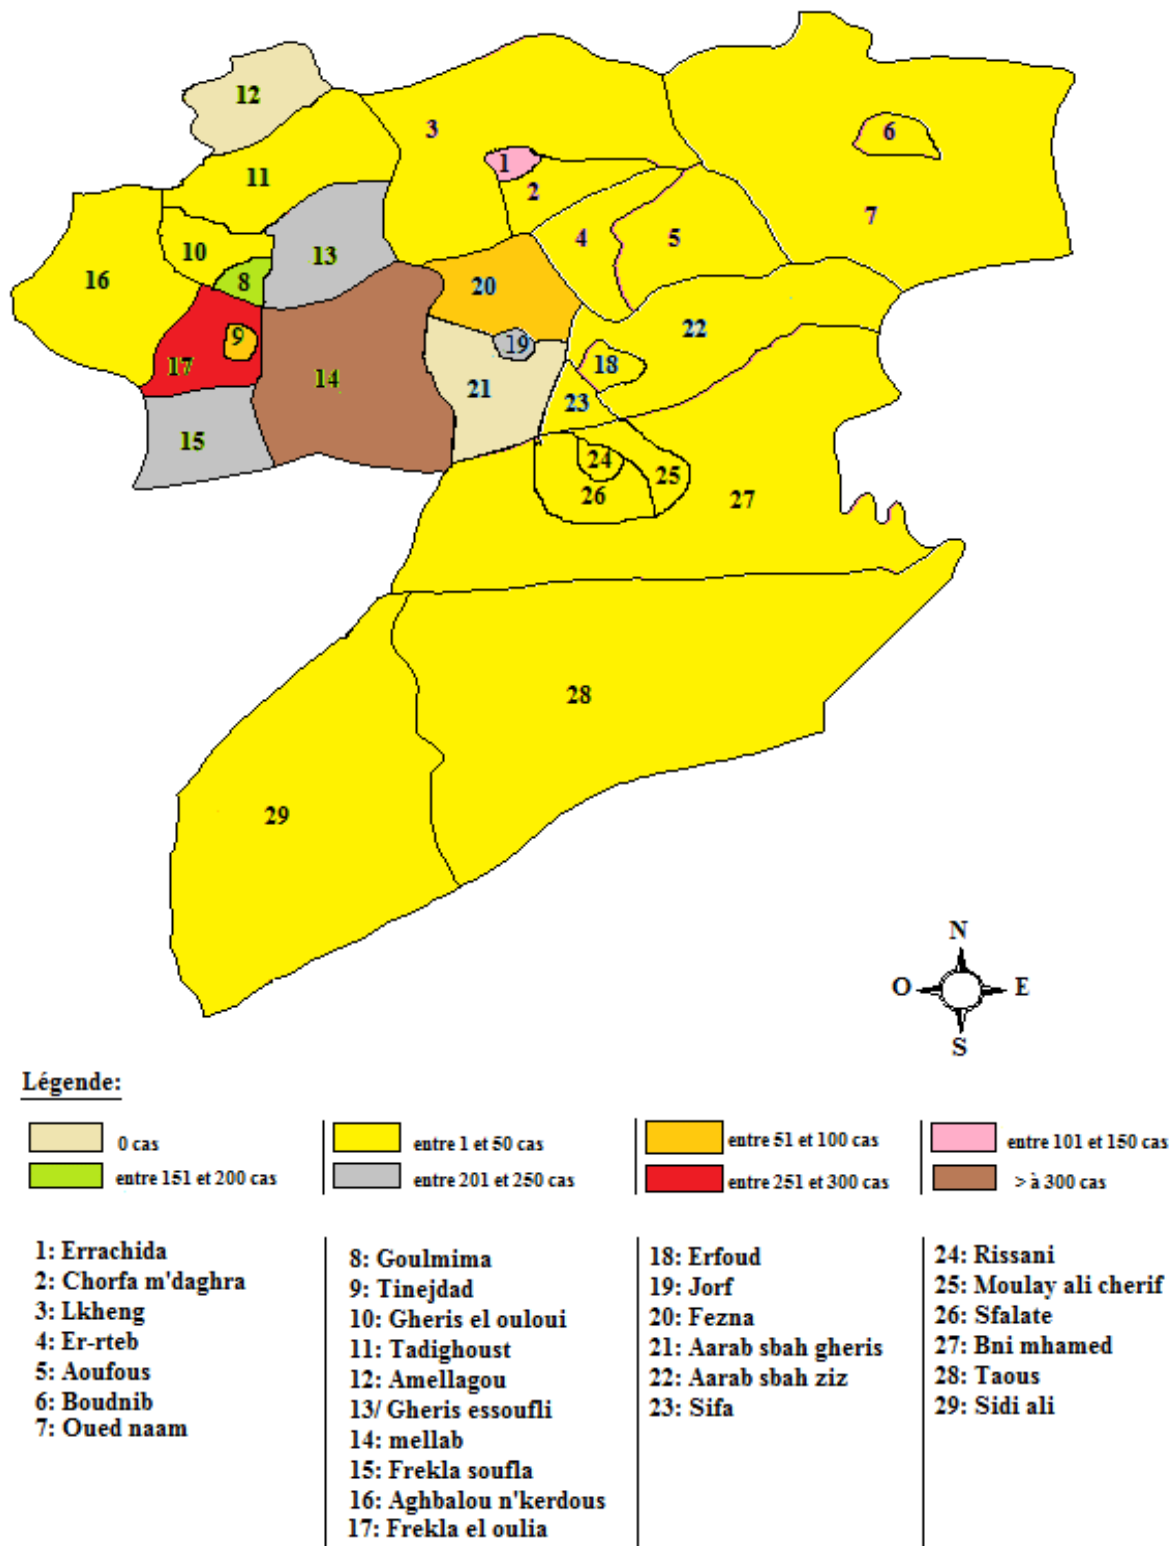 12
3
6
1
11
2
7
4
5
10
13
16
8
20
9
19
22
17
14
18
21
23
15
24
25
26
27
28
29
N
O
E
S
Légende:
0 cas
entre 1 et 50 cas
entre 51 et 100 cas
entre 101 et 150 cas
entre 151 et 200 cas
entre 201 et 250 cas
entre 251 et 300 cas
> à 300 cas
1: Errachida
2: Chorfa m'daghra
3: Lkheng
4: Er-rteb
5: Aoufous
6: Boudnib
7: Oued naam
8: Goulmima
9: Tinejdad
10: Gheris el ouloui
11: Tadighoust
12: Amellagou
13/ Gheris essoufli
14: mellab
15: Frekla soufla
16: Aghbalou n'kerdous
17: Frekla el oulia
18: Erfoud
19: Jorf
20: Fezna
21: Aarab sbah gheris
22: Aarab sbah ziz
23: Sifa
24: Rissani
25: Moulay ali cherif
26: Sfalate
27: Bni mhamed
28: Taous
29: Sidi ali